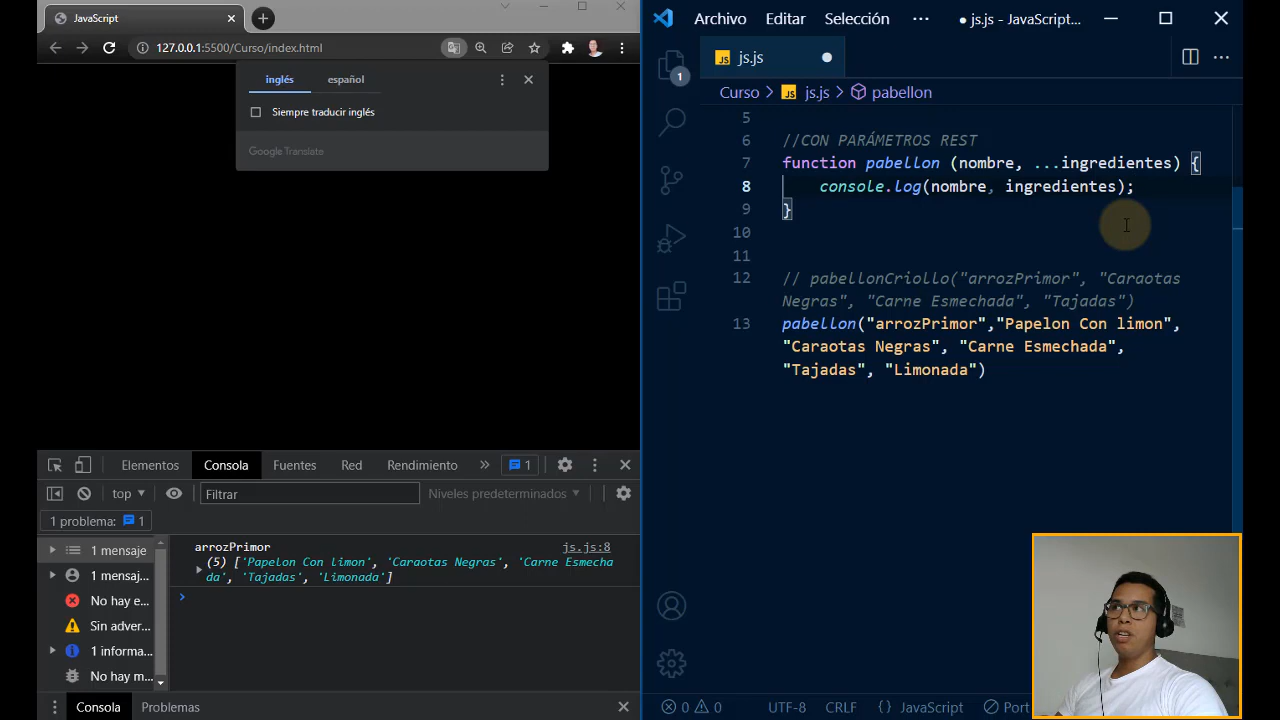 JavaScript
127.0.0.1:5500/Curso/index.html
inglés español
Siempre traducir inglés
Google Translate
Elementos Consola Fuentes Red Rendimiento 1
top Filtrar Niveles predeterminados
1 problema: 1
1 mensaje
1 mensaj...
No hay e...
Sin adver...
1 informa...
No hay m...
arrozPrimor js.js:8
(5) ['Papelon Con limon', 'Caraotas Negras', 'Carne Esmecha
da', 'Tajadas', 'Limonada']
Consola Problemas
Archivo Editar Selección ··· ● js.js - JavaScript...
js.js
1
Curso > js.js > pabellon
5
6 //CON PARÁMETROS REST
7 function pabellon (nombre, ...ingredientes) {
8 console.log(nombre, ingredientes);
9 }
10
11
12 // pabellonCriollo("arrozPrimor", "Caraotas
Negras", "Carne Esmechada", "Tajadas")
13 pabellon("arrozPrimor","Papelon Con limon",
"Caraotas Negras", "Carne Esmechada",
"Tajadas", "Limonada")
0 0 UTF-8 CRLF {} JavaScript Port